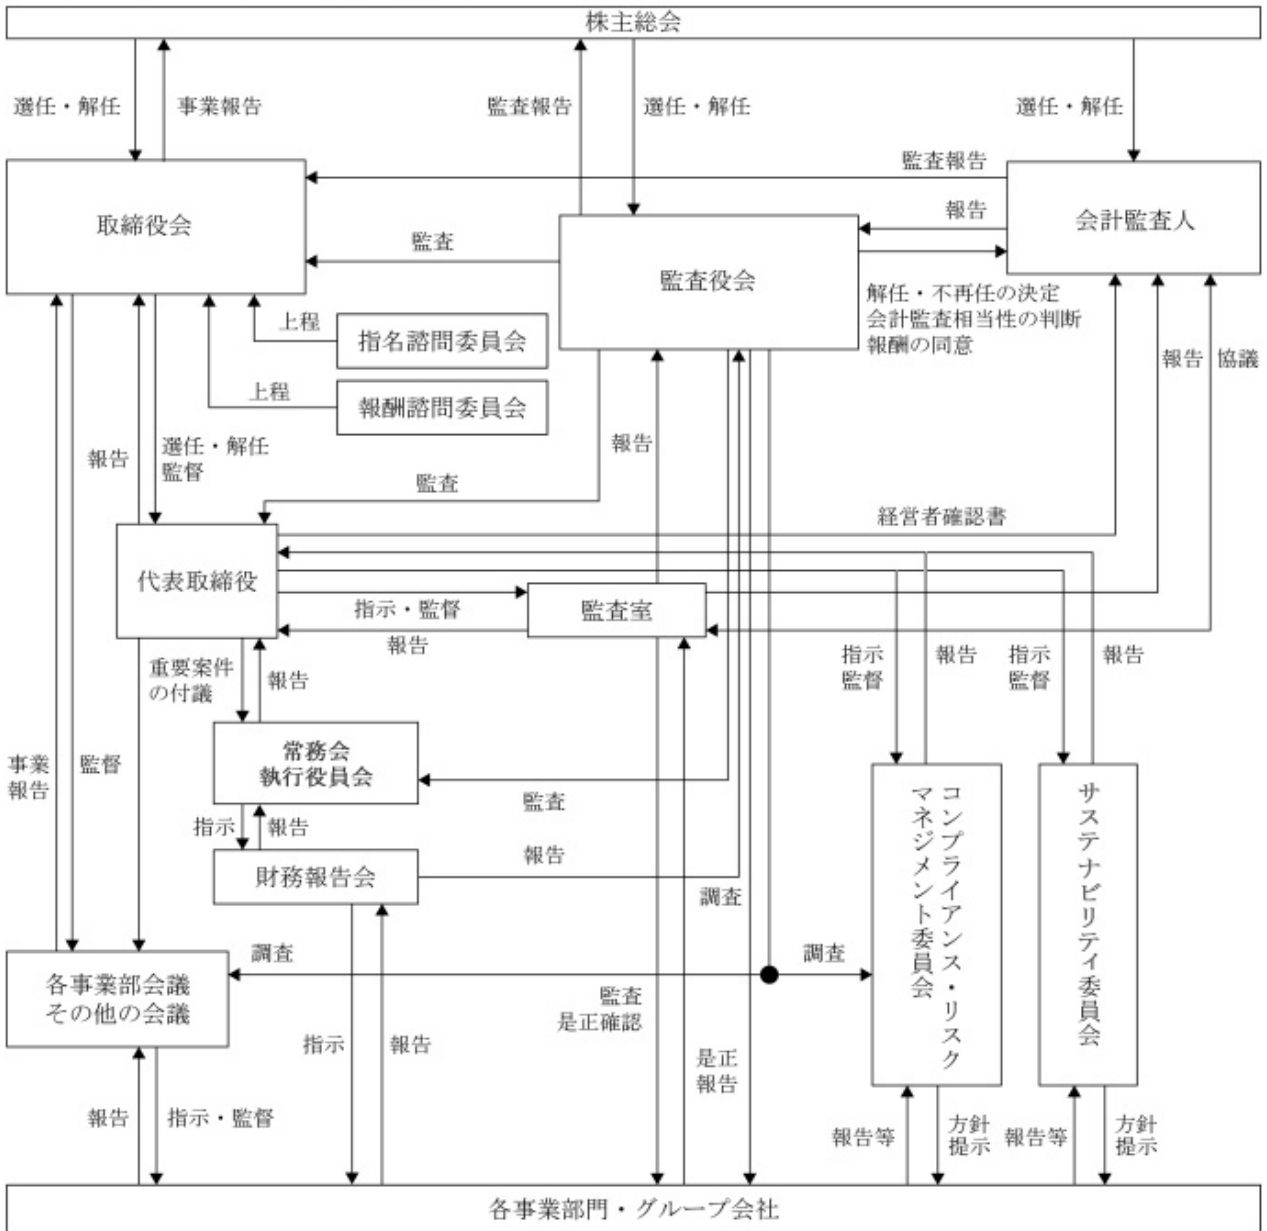 株主総会
選任・解任
事業報告
監査報告
選任・解任
選任・解任
取締役会
監査報告
会計監査人
報告
監査
監査役会
解任・不再任の決定
会計監査相当性の判断
報酬の同意
上程
指名諮問委員会
上程
報酬諮問委員会
報告
協議
報告
選任・解任
監督
報告
監査
経営者確認書
代表取締役
指示・監督
監査室
報告
重要案件
の付議
報告
指示
監督
報告
指示
監督
報告
常務会
執行役員会
事業
報告
監督
監査
指示
報告
財務報告会
報告
調査
コンプライアンス・リスク
マネジメント委員会
サステナビリティ委員会
各事業部会議
その他の会議
調査
調査
監査
是正確認
指示
報告
是正
報告
報告
指示・監督
報告等
方針
提示
報告等
方針
提示
各事業部門・グループ会社